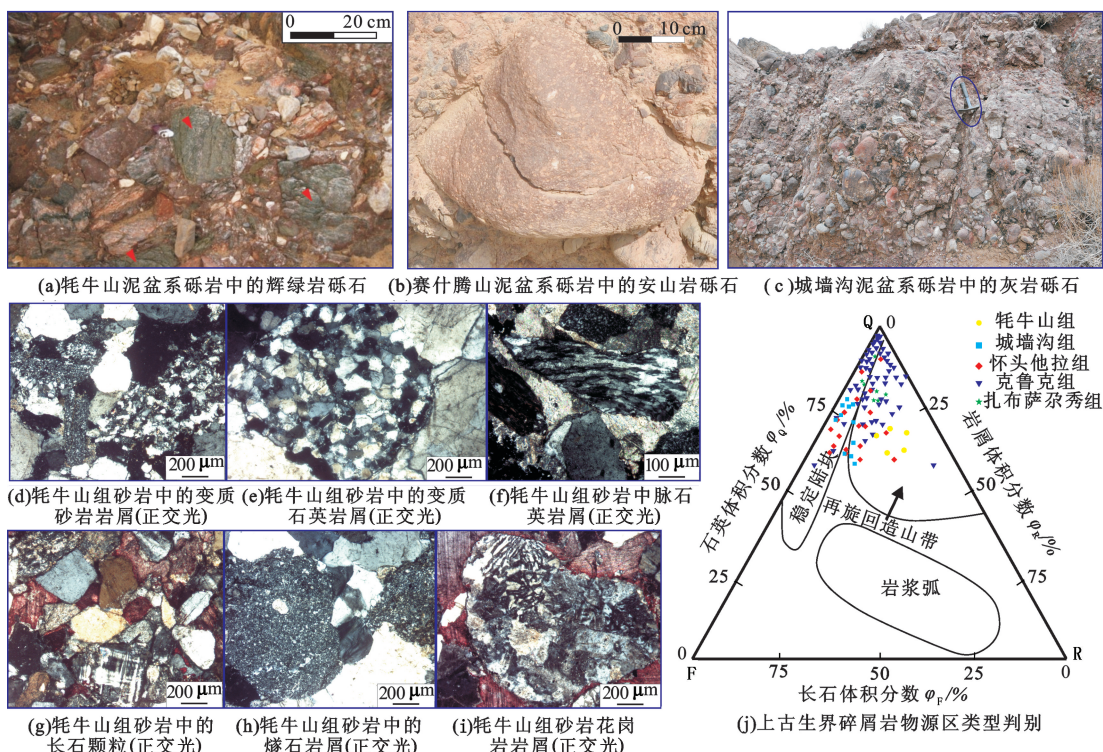 0 20 cm
0 10 cm
(a)牦牛山泥盆系砾岩中的辉绿岩砾石
(b)赛什腾山泥盆系砾岩中的安山岩砾石
(c)城墙沟泥盆系砾岩中的灰岩砾石
200 μm
200 μm
100 μm
(d)牦牛山组砂岩中的变质
砂岩岩屑(正交光)
(e)牦牛山组砂岩中的变质
石英岩屑(正交光)
(f)牦牛山组砂岩中脉石
英岩屑(正交光)
200 μm
200 μm
200 μm
(g)牦牛山组砂岩中的
长石颗粒(正交光)
(h)牦牛山组砂岩中的
燧石岩屑(正交光)
(i)牦牛山组砂岩花岗
岩岩屑(正交光)
Q 0
牦牛山组
城墙沟组
怀头他拉组
克鲁克组
扎布萨尕秀组
75
25
石英体积分数 φQ/%
岩屑体积分数 φR/%
稳定陆块
50
50
再旋回造山带
25
75
岩浆弧
0
F
75
50
25
R
0
长石体积分数 φF/%
(j)上古生界碎屑岩物源区类型判别